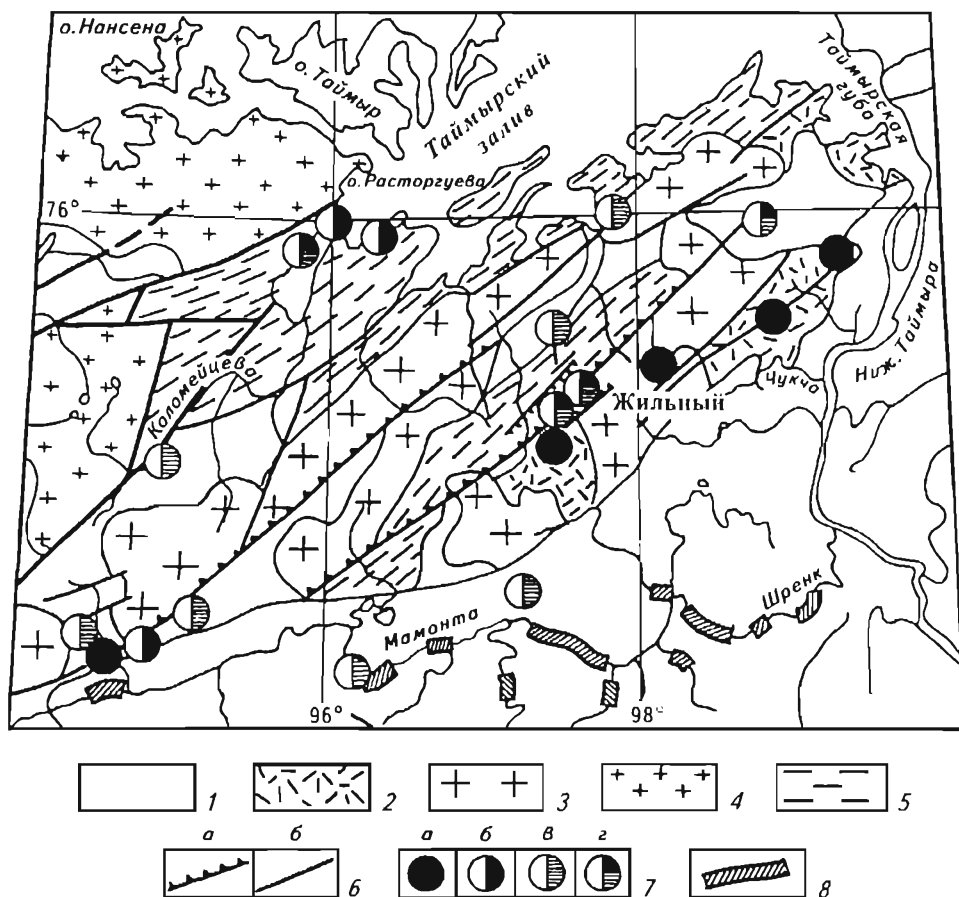 о. Нансена
о. Таймыр
Таймырский
залив
Таймырская
губа
о. Расторгуева
76°
Коломейцева
Жильный
Чукча
Ниж. Таймыра
Мамонта
Шренк
96°
98°
1
2
3
4
5
а б
6
а б в г
7
8